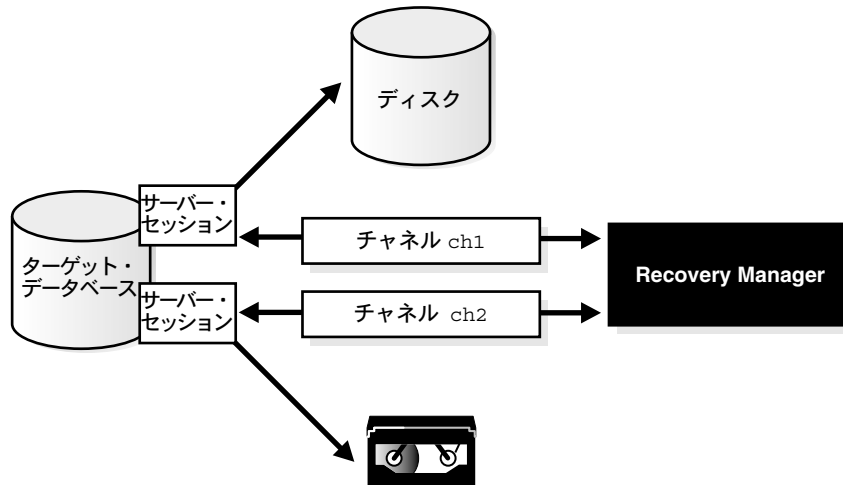 ディスク
サーバー・
セッション
チャネル ch1
ターゲット・
データベース
Recovery Manager
サーバー・
セッション
チャネル ch2